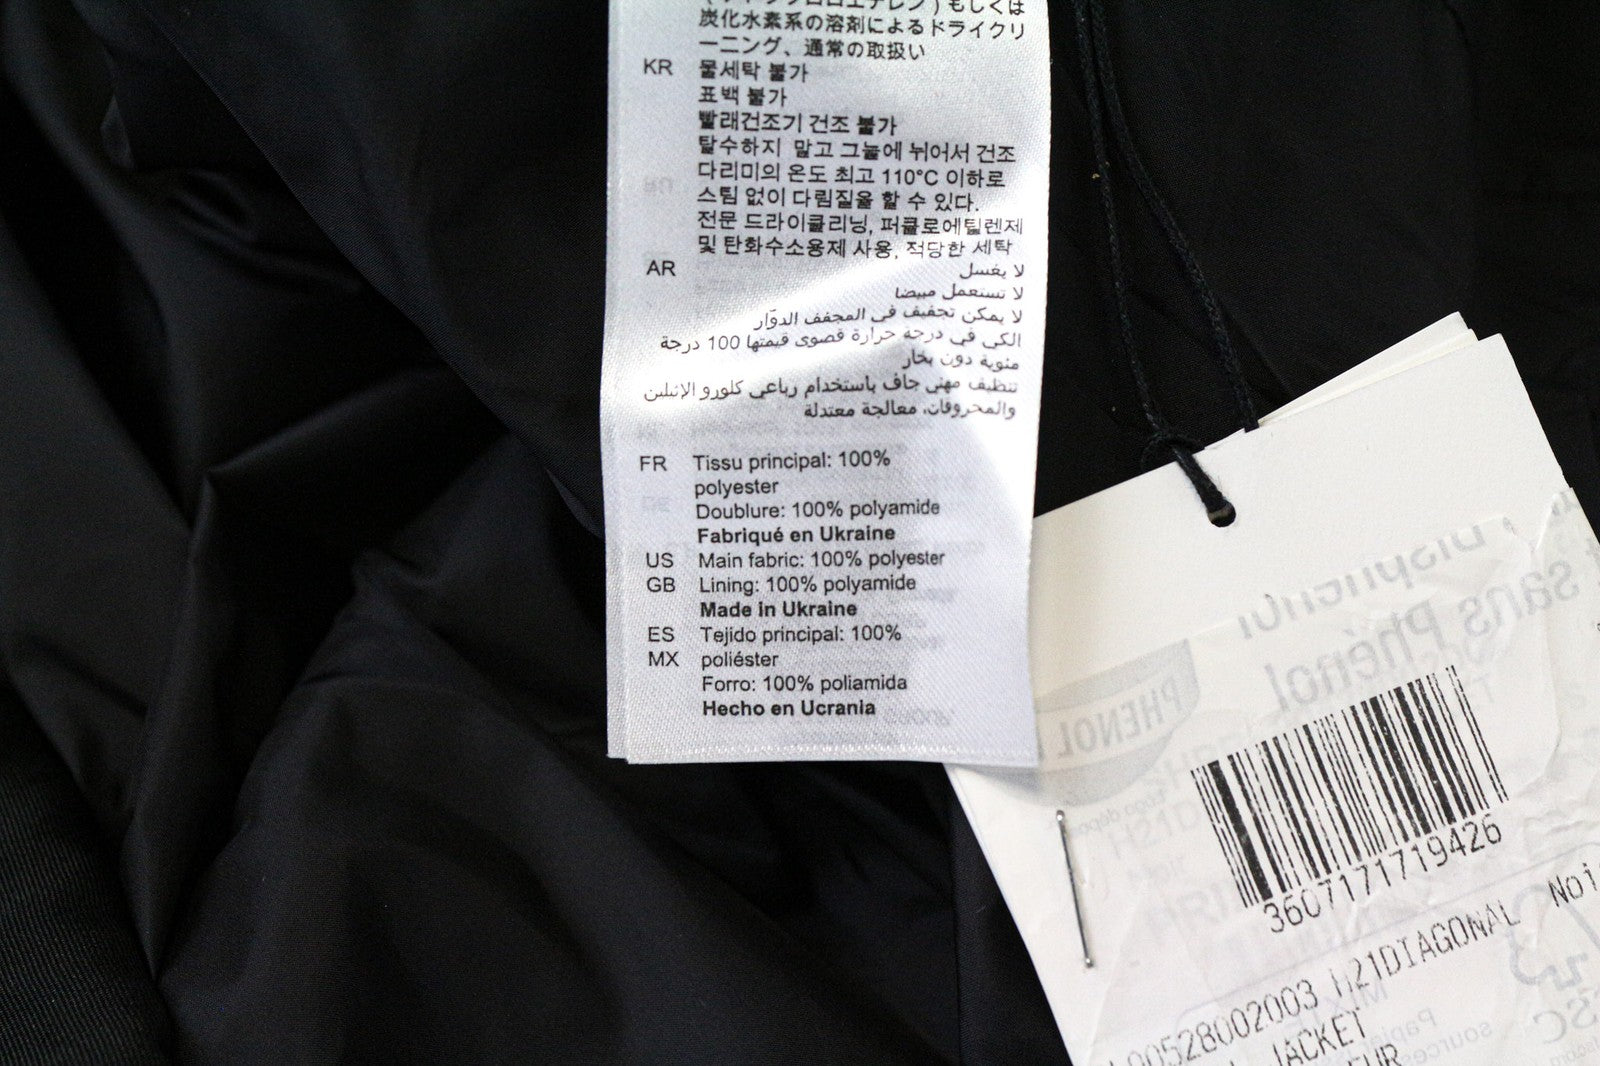 炭化水素系の溶剤によるドライクリ
ーニング、通常の取扱い
KR 물세탁 불가
표백 불가
빨래건조기 건조 불가
탈수하지 말고 그늘에 뉘어서 건조
다리미의 온도 최고 110°C 이하로
스팀 없이 다림질을 할 수 있다.
전문 드라이클리닝, 퍼클로에틸렌제
및 탄화수소용제 사용, 적당한 세탁
AR لا يغسل
لا تستعمل مبيضا
لا يمكن تجفيف في المجفف الدوّار
الكي في درجة حرارة قصوى قيمتها 100 درجة
مئوية دون بخار
تنظيف مهني جاف باستخدام رباعي كلورو الإثيلين
والمحروقات، معالجة معتدلة
FR Tissu principal: 100%
polyester
Doublure: 100% polyamide
Fabriqué en Ukraine
US Main fabric: 100% polyester
GB Lining: 100% polyamide
Made in Ukraine
ES Tejido principal: 100%
MX poliéster
Forro: 100% poliamida
Hecho en Ucrania
sans Phénol
PHENOL
3607171719426
00528002003 H21DIAGONAL Noi
JACKET